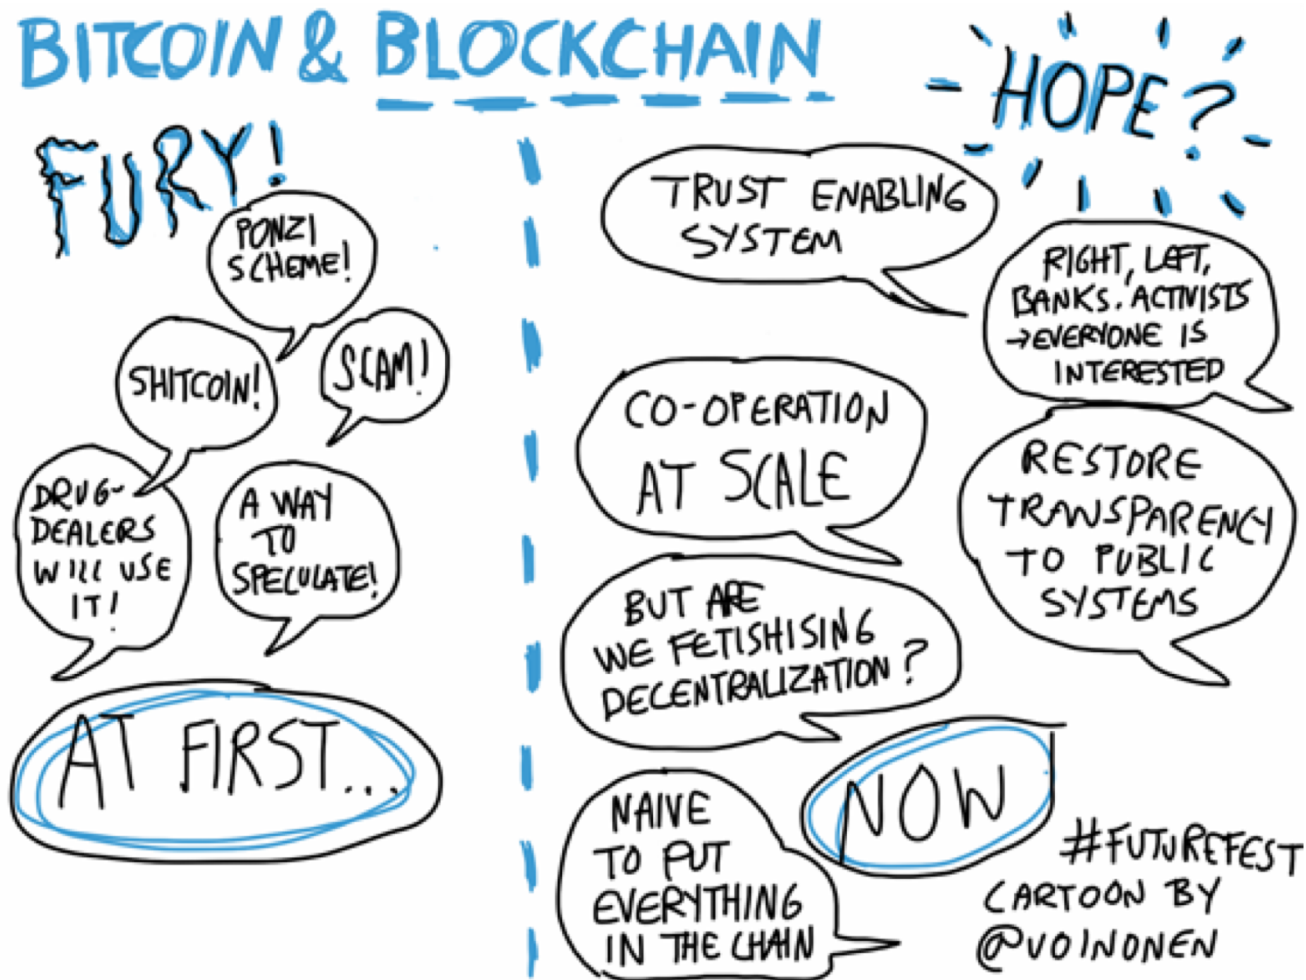 BITCOIN & BLOCKCHAIN
FURY!
PONZI
SCHEME!
SHITCOIN!
SCAM!
DRUG-
DEALERS
WILL USE
IT!
A WAY
TO
SPECULATE!
AT FIRST...
HOPE?
TRUST ENABLING
SYSTEM
RIGHT, LEFT,
BANKS. ACTIVISTS
→EVERYONE IS
INTERESTED
CO-OPERATION
AT SCALE
RESTORE
TRANSPARENCY
TO PUBLIC
SYSTEMS
BUT ARE
WE FETISHISING
DECENTRALIZATION?
NOW
NAIVE
TO PUT
EVERYTHING
IN THE CHAIN
#FUTUREFEST
CARTOON BY
@VOINONEN